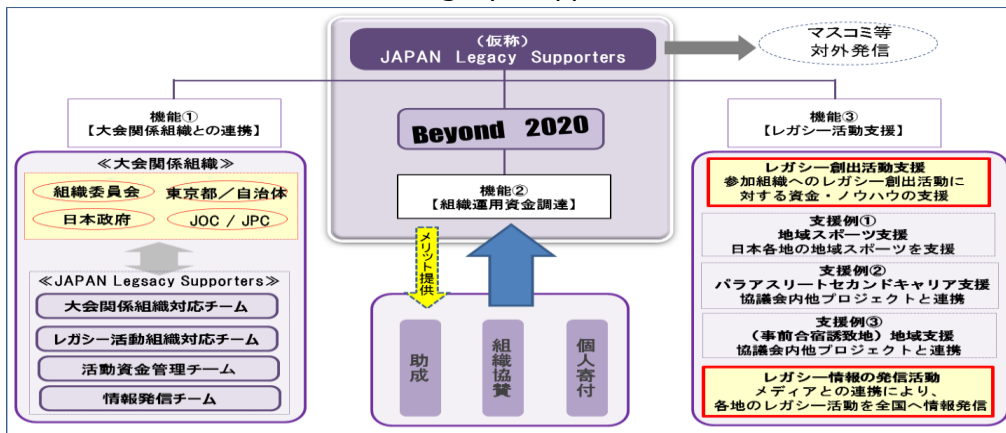 (仮称)
JAPAN Legacy Supporters
マスコミ等
対外発信
機能①
【大会関係組織との連携】
≪大会関係組織≫
組織委員会
東京都/自治体
日本政府
JOC / JPC
≪JAPAN Legsacy Supporters≫
大会関係組織対応チーム
レガシー活動組織対応チーム
活動資金管理チーム
情報発信チーム
Beyond 2020
機能②
【組織運用資金調達】
メリット提供
助成
組織協賛
個人寄付
機能③
【レガシー活動支援】
レガシー創出活動支援
参加組織へのレガシー創出活動に
対する資金・ノウハウの支援
支援例①
地域スポーツ支援
日本各地の地域スポーツを支援
支援例②
パラアスリートセカンドキャリア支援
協議会内他プロジェクトと連携
支援例③
(事前合宿誘致地)地域支援
協議会内他プロジェクトと連携
レガシー情報の発信活動
メディアとの連携により、
各地のレガシー活動を全国へ情報発信